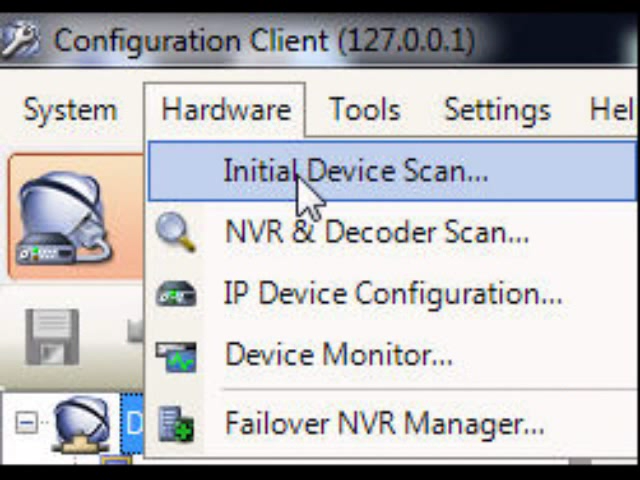 Configuration Client (127.0.0.1)
System Hardware Tools Settings Hel
Initial Device Scan...
NVR & Decoder Scan...
IP Device Configuration...
Device Monitor...
D
Failover NVR Manager...